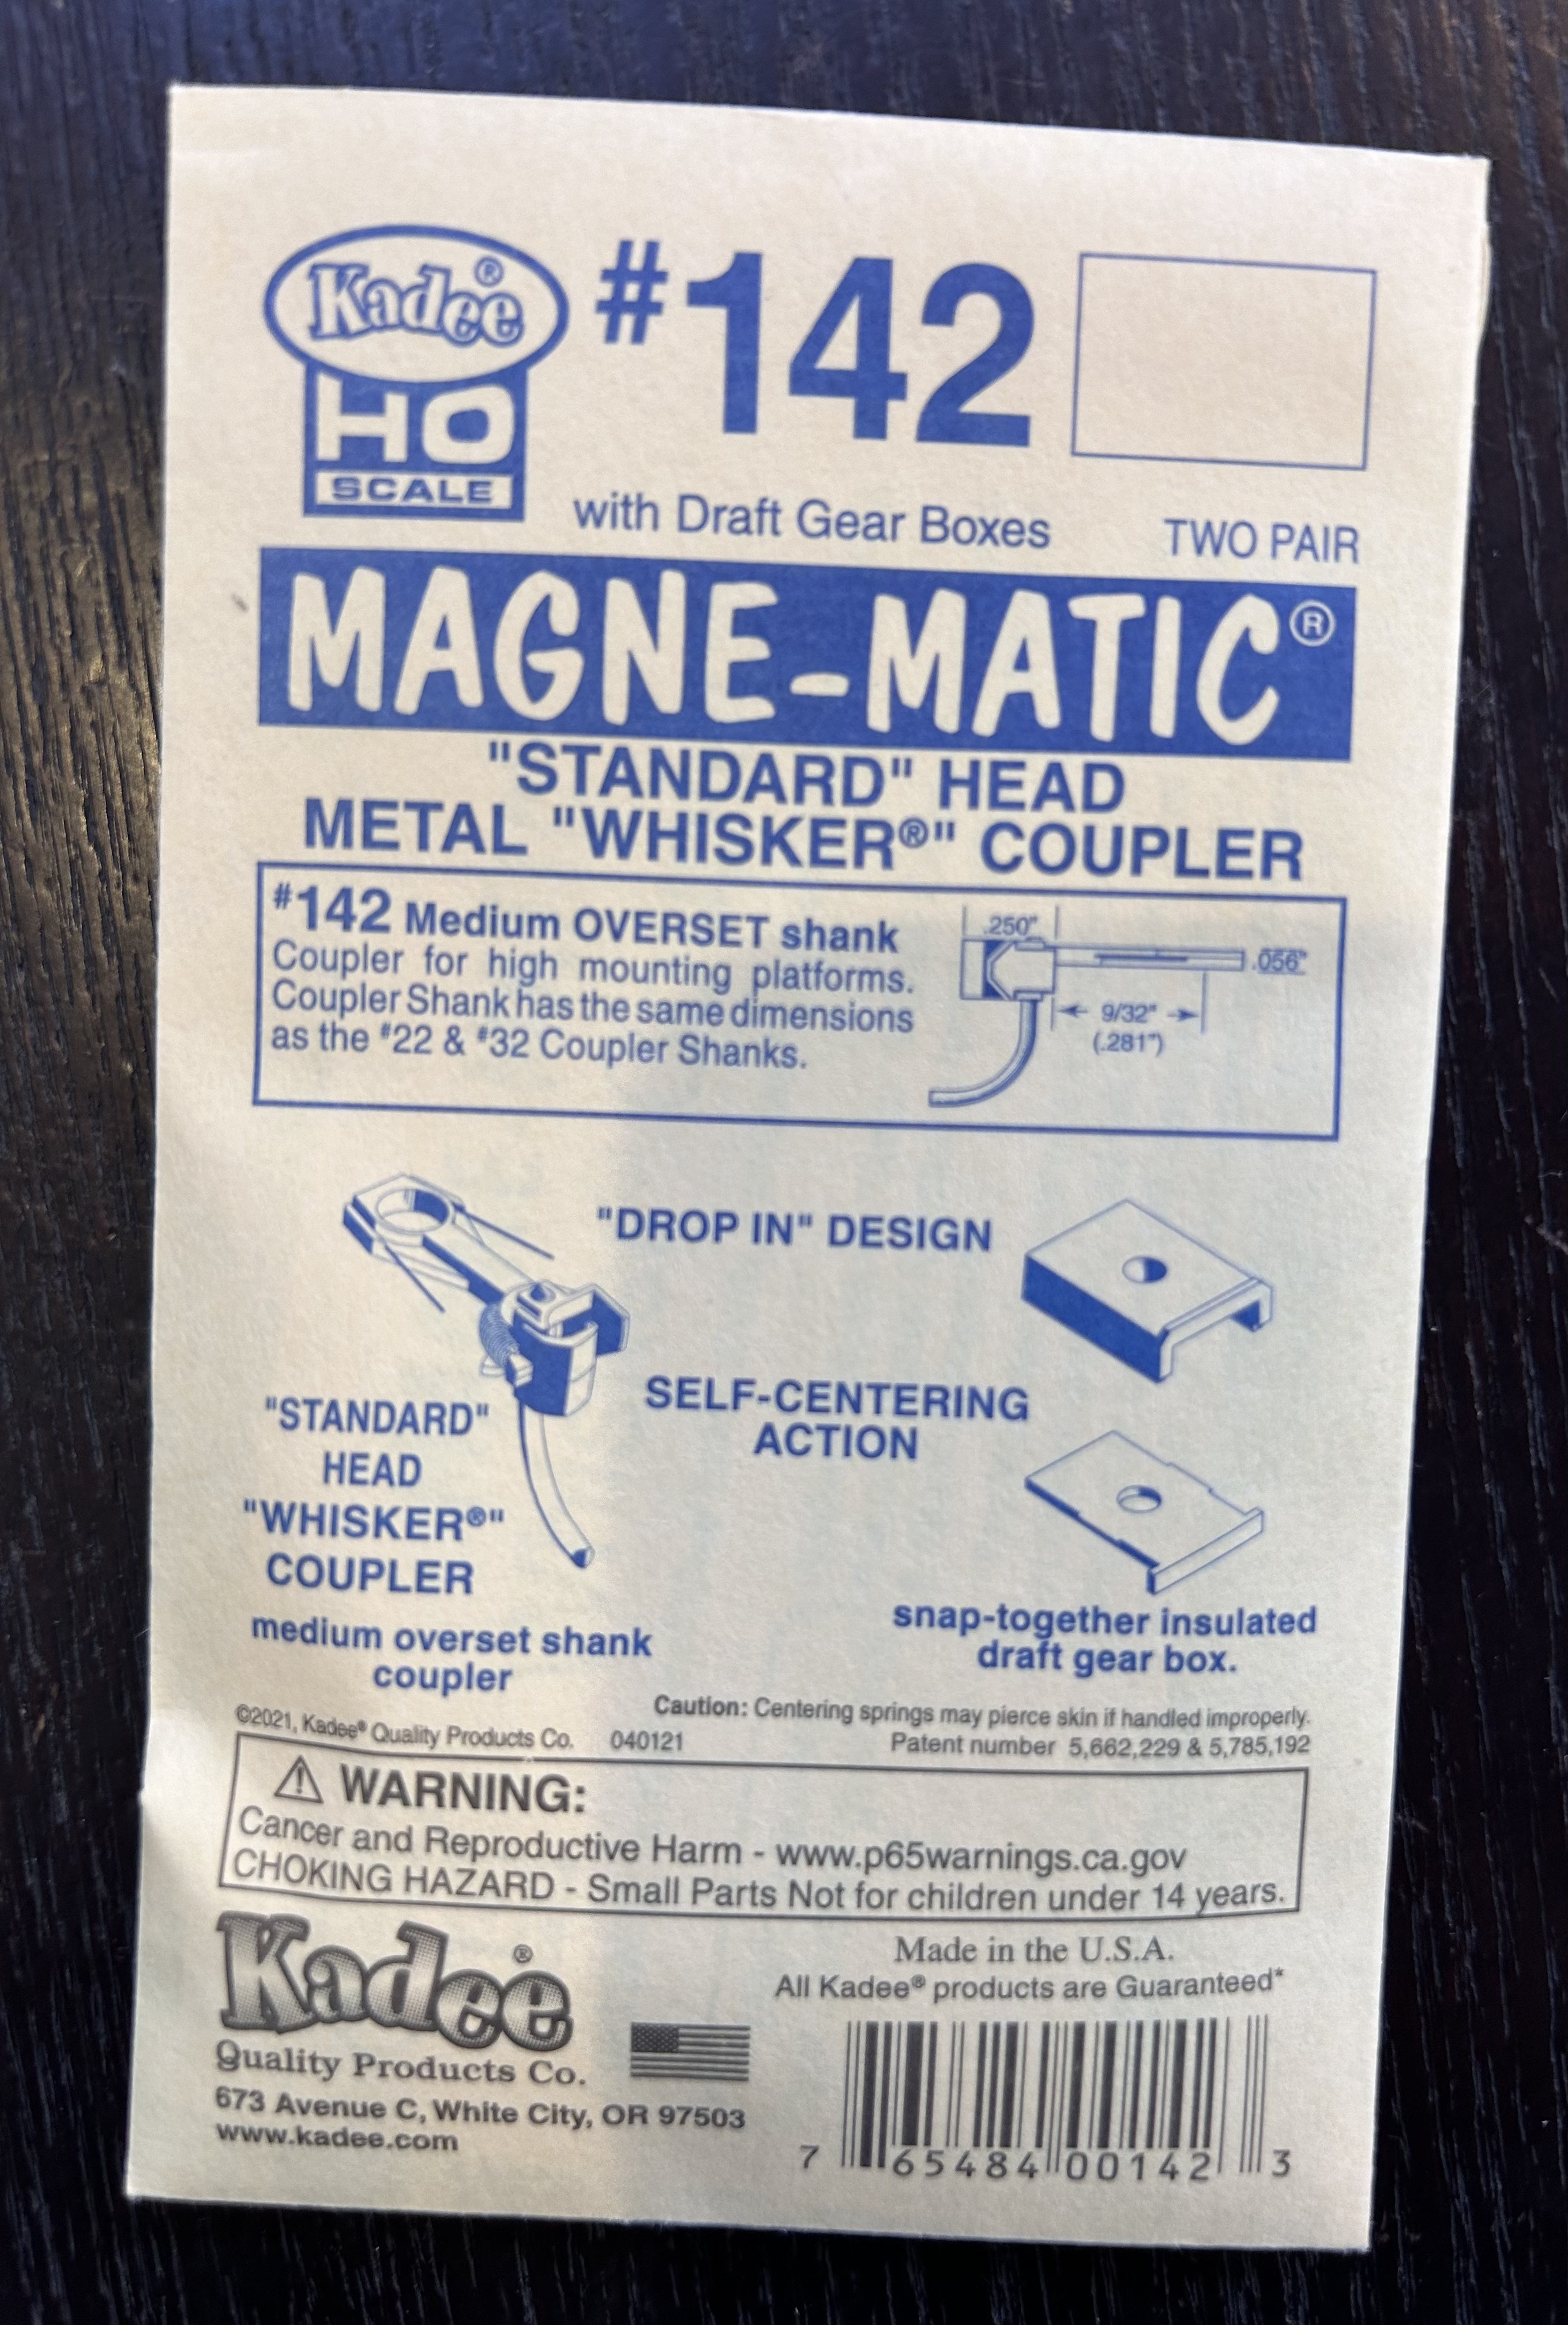 Kadee®
HO
SCALE
#142
with Draft Gear Boxes
TWO PAIR
MAGNE-MATIC®
"STANDARD" HEAD
METAL "WHISKER®" COUPLER
#142 Medium OVERSET shank
Coupler for high mounting platforms.
Coupler Shank has the same dimensions
as the #22 & #32 Coupler Shanks.
.250"
.056"
9/32"
(.281")
"DROP IN" DESIGN
SELF-CENTERING
ACTION
"STANDARD"
HEAD
"WHISKER®"
COUPLER
medium overset shank
coupler
snap-together insulated
draft gear box.
Caution: Centering springs may pierce skin if handled improperly.
©2021, Kadee® Quality Products Co. 040121
Patent number 5,662,229 & 5,785,192
⚠ WARNING:
Cancer and Reproductive Harm - www.p65warnings.ca.gov
CHOKING HAZARD - Small Parts Not for children under 14 years.
Kadee®
Quality Products Co.
673 Avenue C, White City, OR 97503
www.kadee.com
Made in the U.S.A.
All Kadee® products are Guaranteed*
7 65484 00142 3